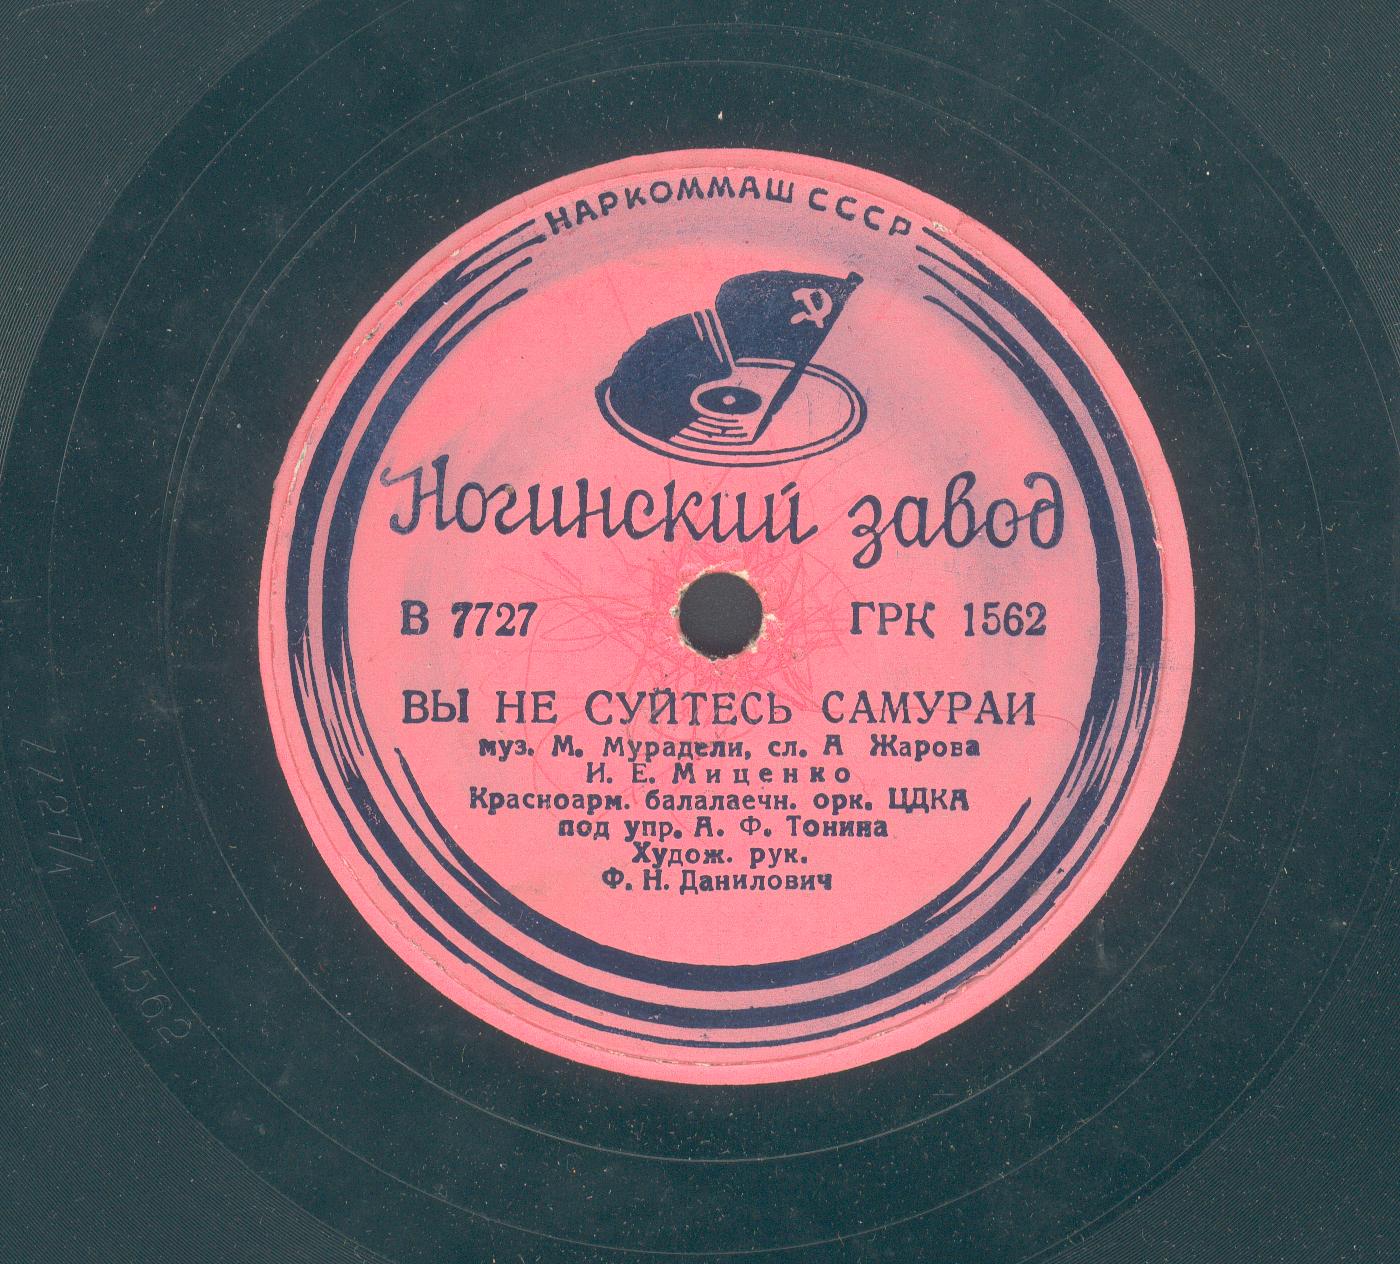 НАРКОММАШ СССР
Ногинский завод
В 7727 ГРК 1562
ВЫ НЕ СУЙТЕСЬ САМУРАИ
муз. М. Мурадели, сл. А Жарова
И. Е. Миценко
Красноарм. балалаечн. орк. ЦДКА
под упр. А. Ф. Тонина
Худож. рук.
Ф. Н. Данилович
Г-1562